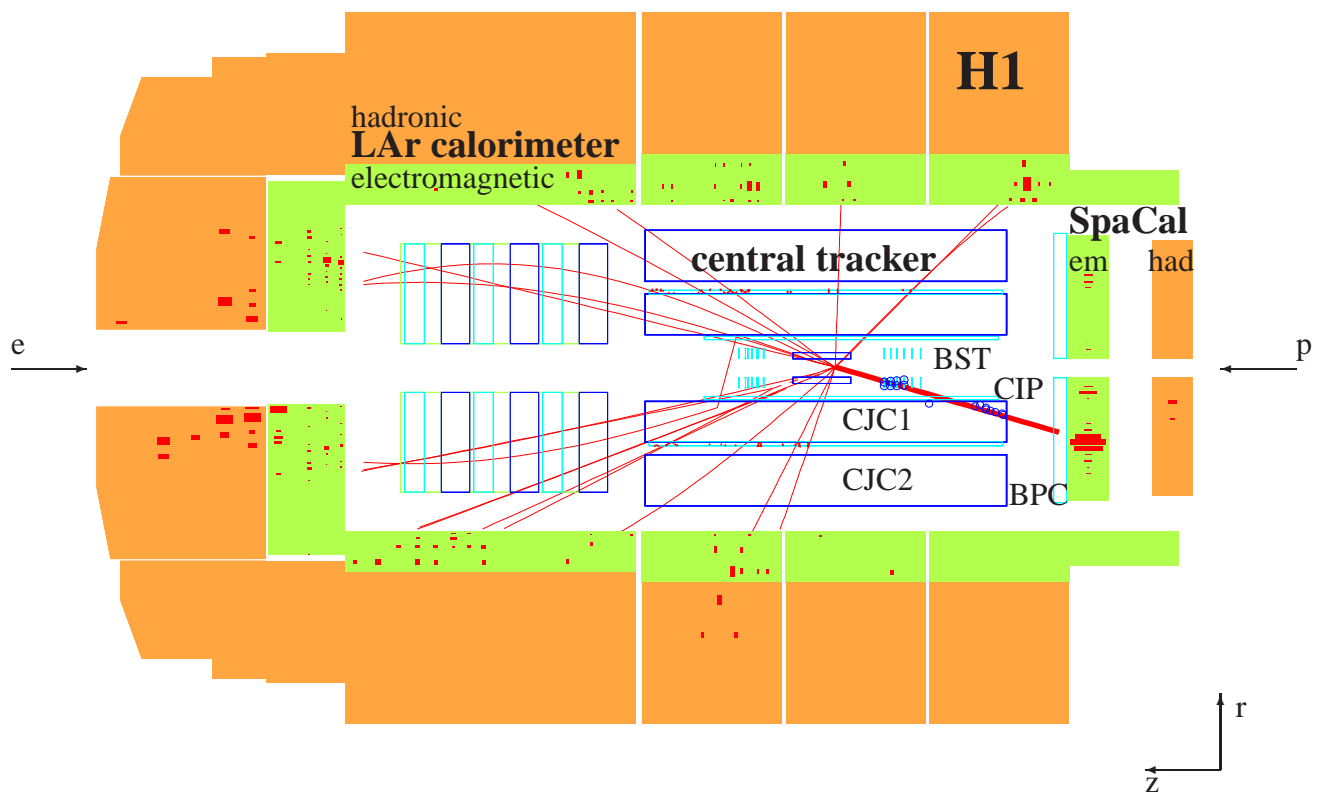 H1
hadronic
LAr calorimeter
electromagnetic
SpaCal
central tracker
em had
e
p
BST
CIP
CJC1
CJC2
BPC
r
z